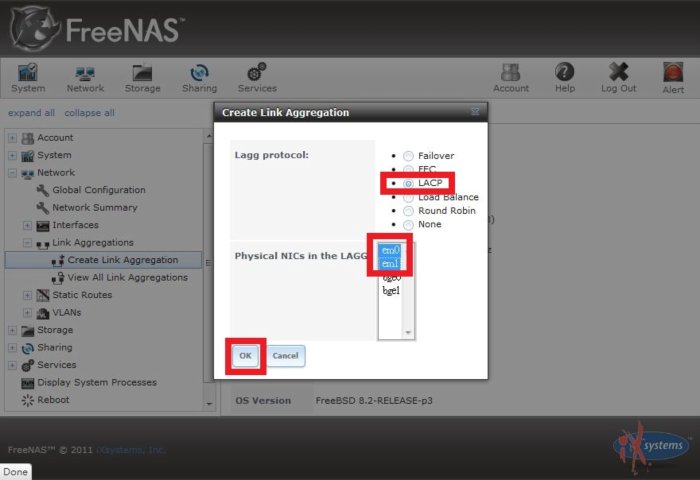 FreeNAS™
System
Network
Storage
Sharing
Services
Account
Help
Log Out
Alert
expand all
collapse all
Account
System
Network
Global Configuration
Network Summary
Interfaces
Link Aggregations
Create Link Aggregation
View All Link Aggregations
Static Routes
VLANs
Storage
Sharing
Services
Display System Processes
Reboot
Create Link Aggregation
Lagg protocol:
Failover
FEC
LACP
Load Balance
Round Robin
None
Physical NICs in the LAGG
em0
em1
bge0
bge1
OK
Cancel
OS Version
FreeBSD 8.2-RELEASE-p3
FreeNAS™ © 2011 iXsystems, Inc.
iX systems
Done